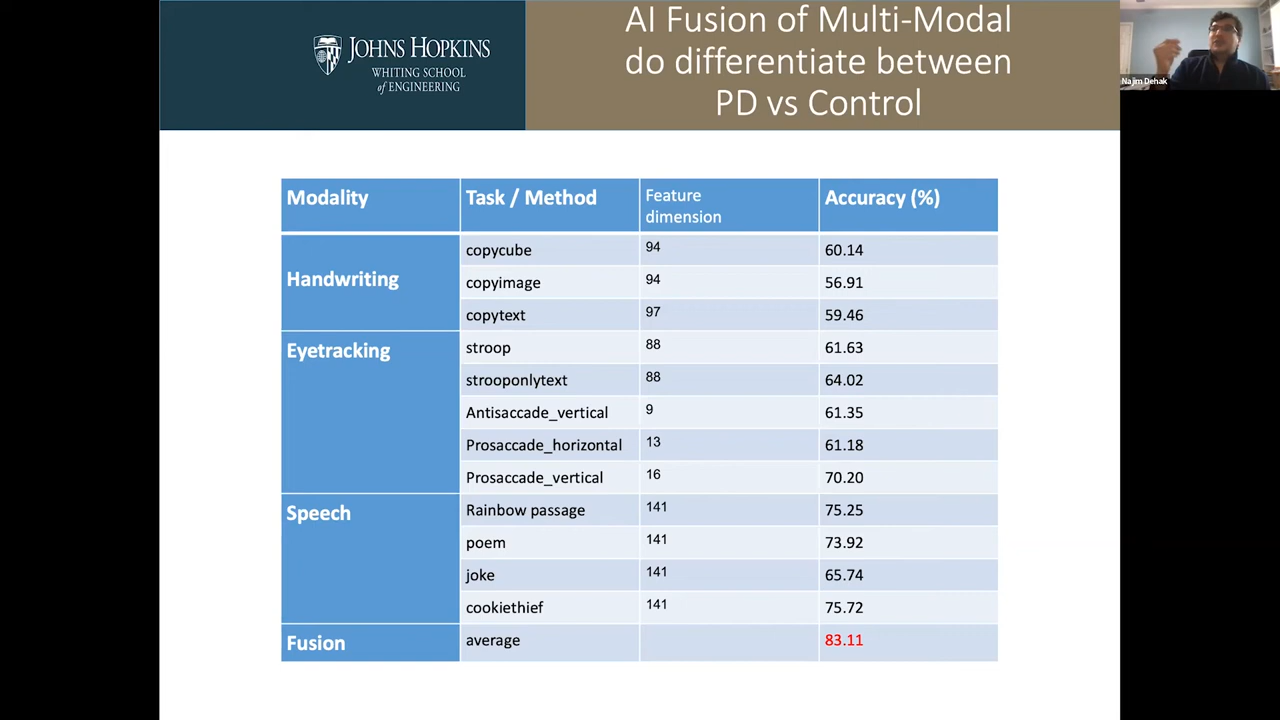 JOHNS HOPKINS
WHITING SCHOOL
of ENGINEERING
AI Fusion of Multi-Modal
do differentiate between
PD vs Control
Najim Dehak
Modality Task / Method Feature dimension Accuracy (%)
Handwriting
copycube 94 60.14
copyimage 94 56.91
copytext 97 59.46
Eyetracking
stroop 88 61.63
strooponlytext 88 64.02
Antisaccade_vertical 9 61.35
Prosaccade_horizontal 13 61.18
Prosaccade_vertical 16 70.20
Speech
Rainbow passage 141 75.25
poem 141 73.92
joke 141 65.74
cookiethief 141 75.72
Fusion average 83.11